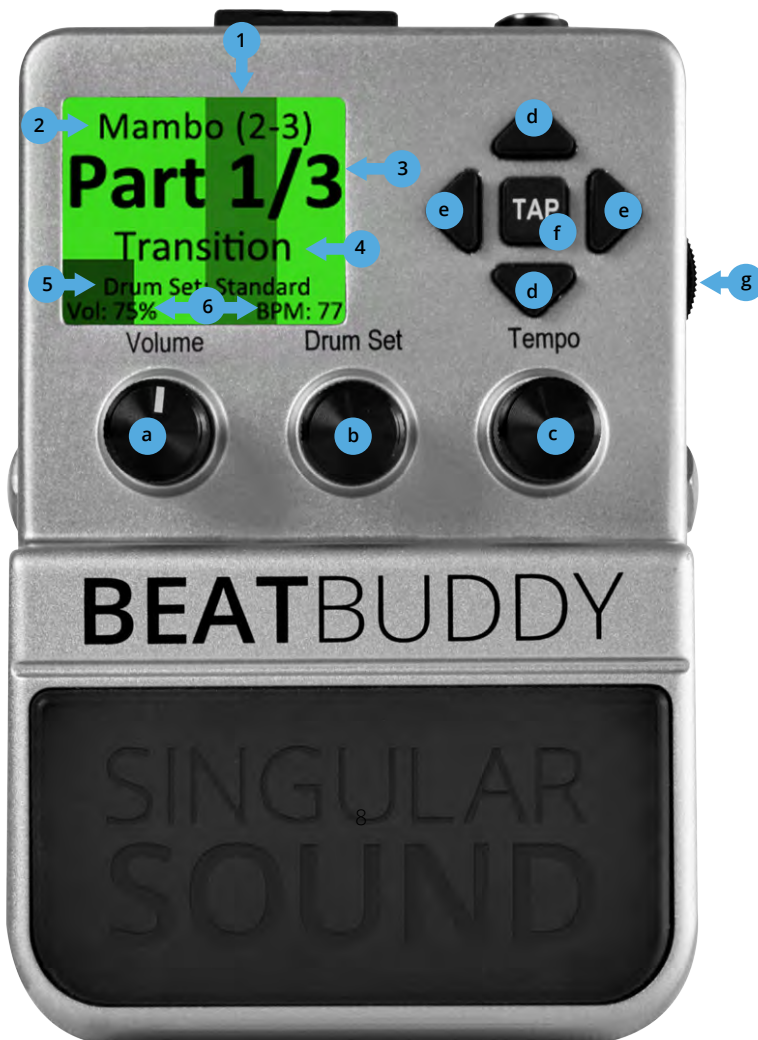 1
2
Mambo (2-3)
d
Part 1/3
3
e
TAP
e
f
Transition
4
5
Drum Set: Standard
d
g
Vol: 75%
6
BPM: 77
Volume
Drum Set
Tempo
a
b
c
BEATBUDDY
SINGULAR
8
SOUND